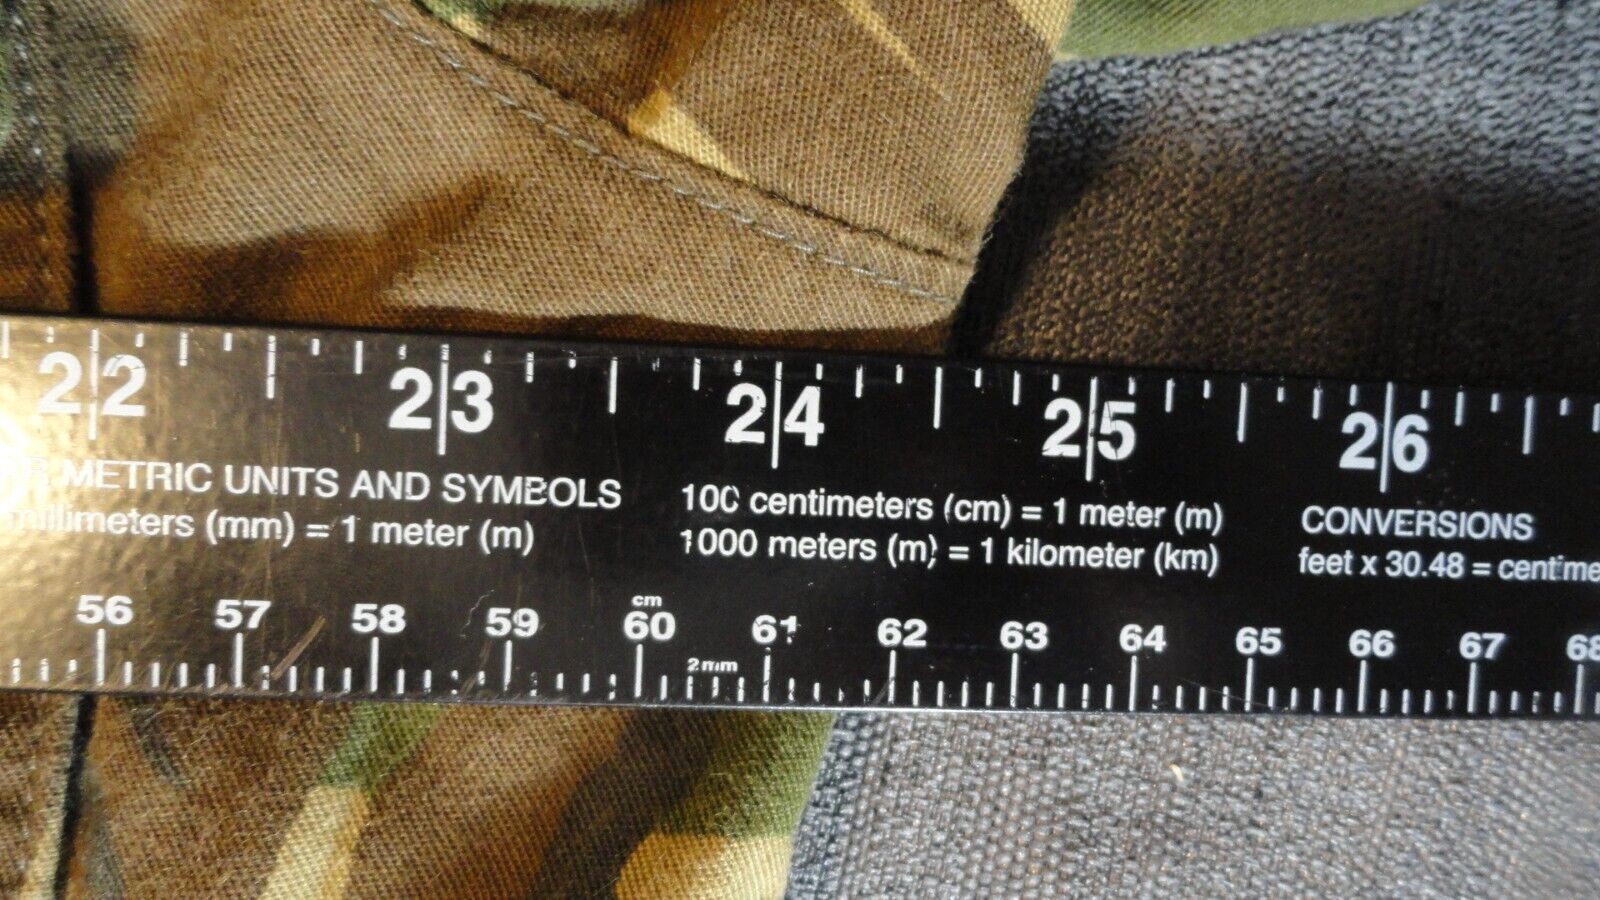 22 23 24 25 26
METRIC UNITS AND SYMBOLS
millimeters (mm) = 1 meter (m)
100 centimeters (cm) = 1 meter (m)
1000 meters (m) = 1 kilometer (km)
CONVERSIONS
feet x 30.48 = centime
cm
56 57 58 59 60 61 62 63 64 65 66 67 68
2mm